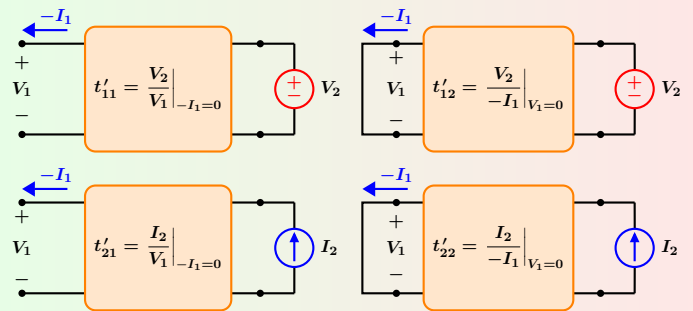 −I₁ −I₁
+ V₁ − t′₁₁ = V₂/V₁ |₋I₁₌₀ + − V₂ + V₁ − t′₁₂ = V₂/−I₁ |V₁₌₀ + − V₂
−I₁ −I₁
+ V₁ − t′₂₁ = I₂/V₁ |₋I₁₌₀ I₂ + V₁ − t′₂₂ = I₂/−I₁ |V₁₌₀ I₂